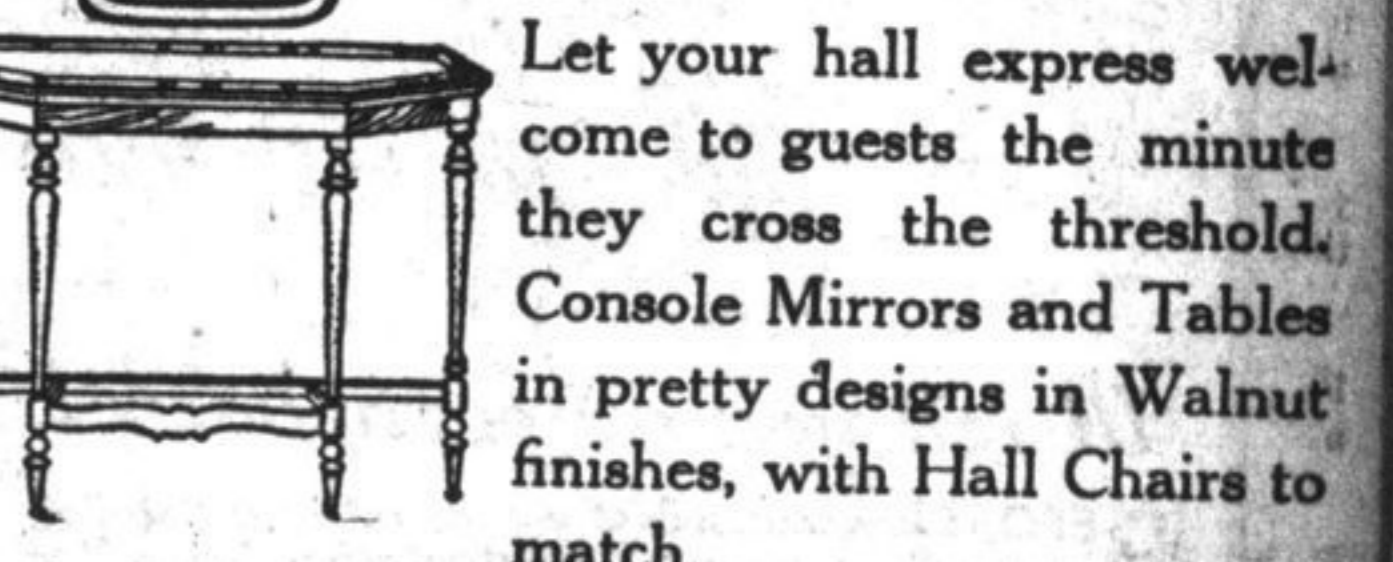 Let your hall express wel-
come to guests the minute
they cross the threshold.
Console Mirrors and Tables
in pretty designs in Walnut
finishes, with Hall Chairs to
match